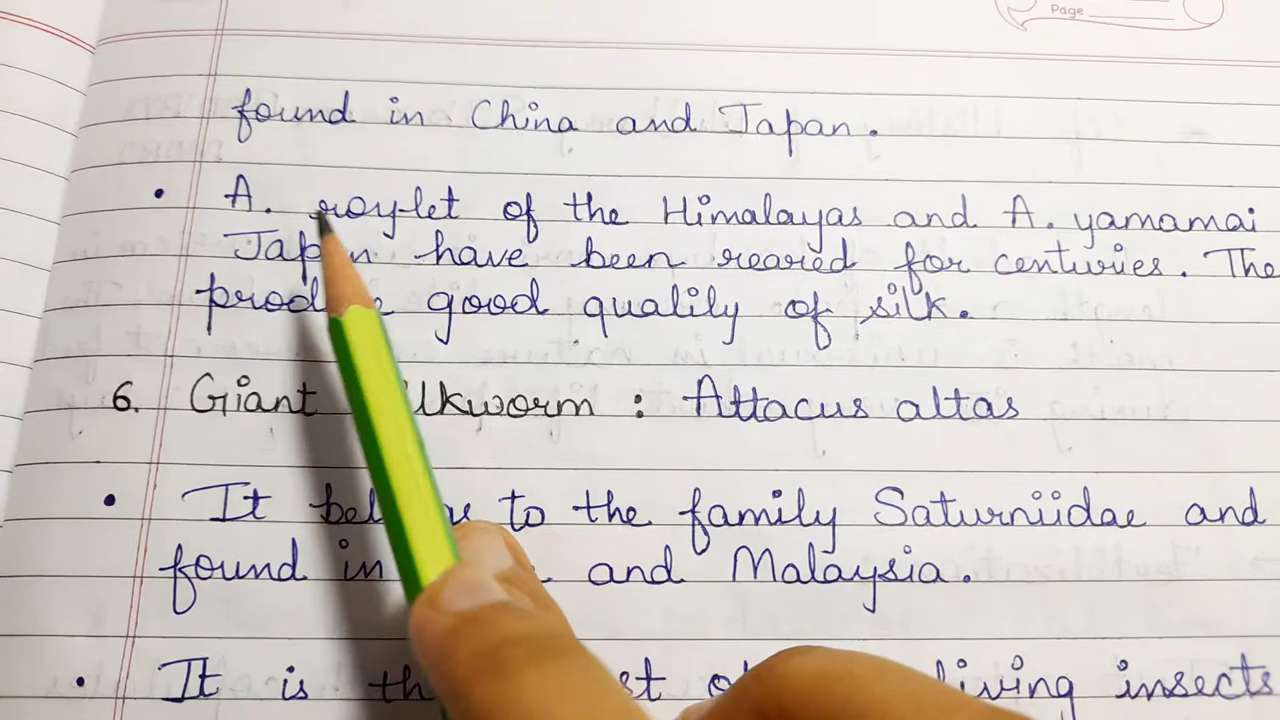 Page
found in China and Japan.
• A. roylet of the Himalayas and A. yamamai
Japan have been reared for centuries. The
good quality of silk.
6. Giant : Attacus altas
• It to the family Saturniidae and
found in and Malaysia.
• It is living insects